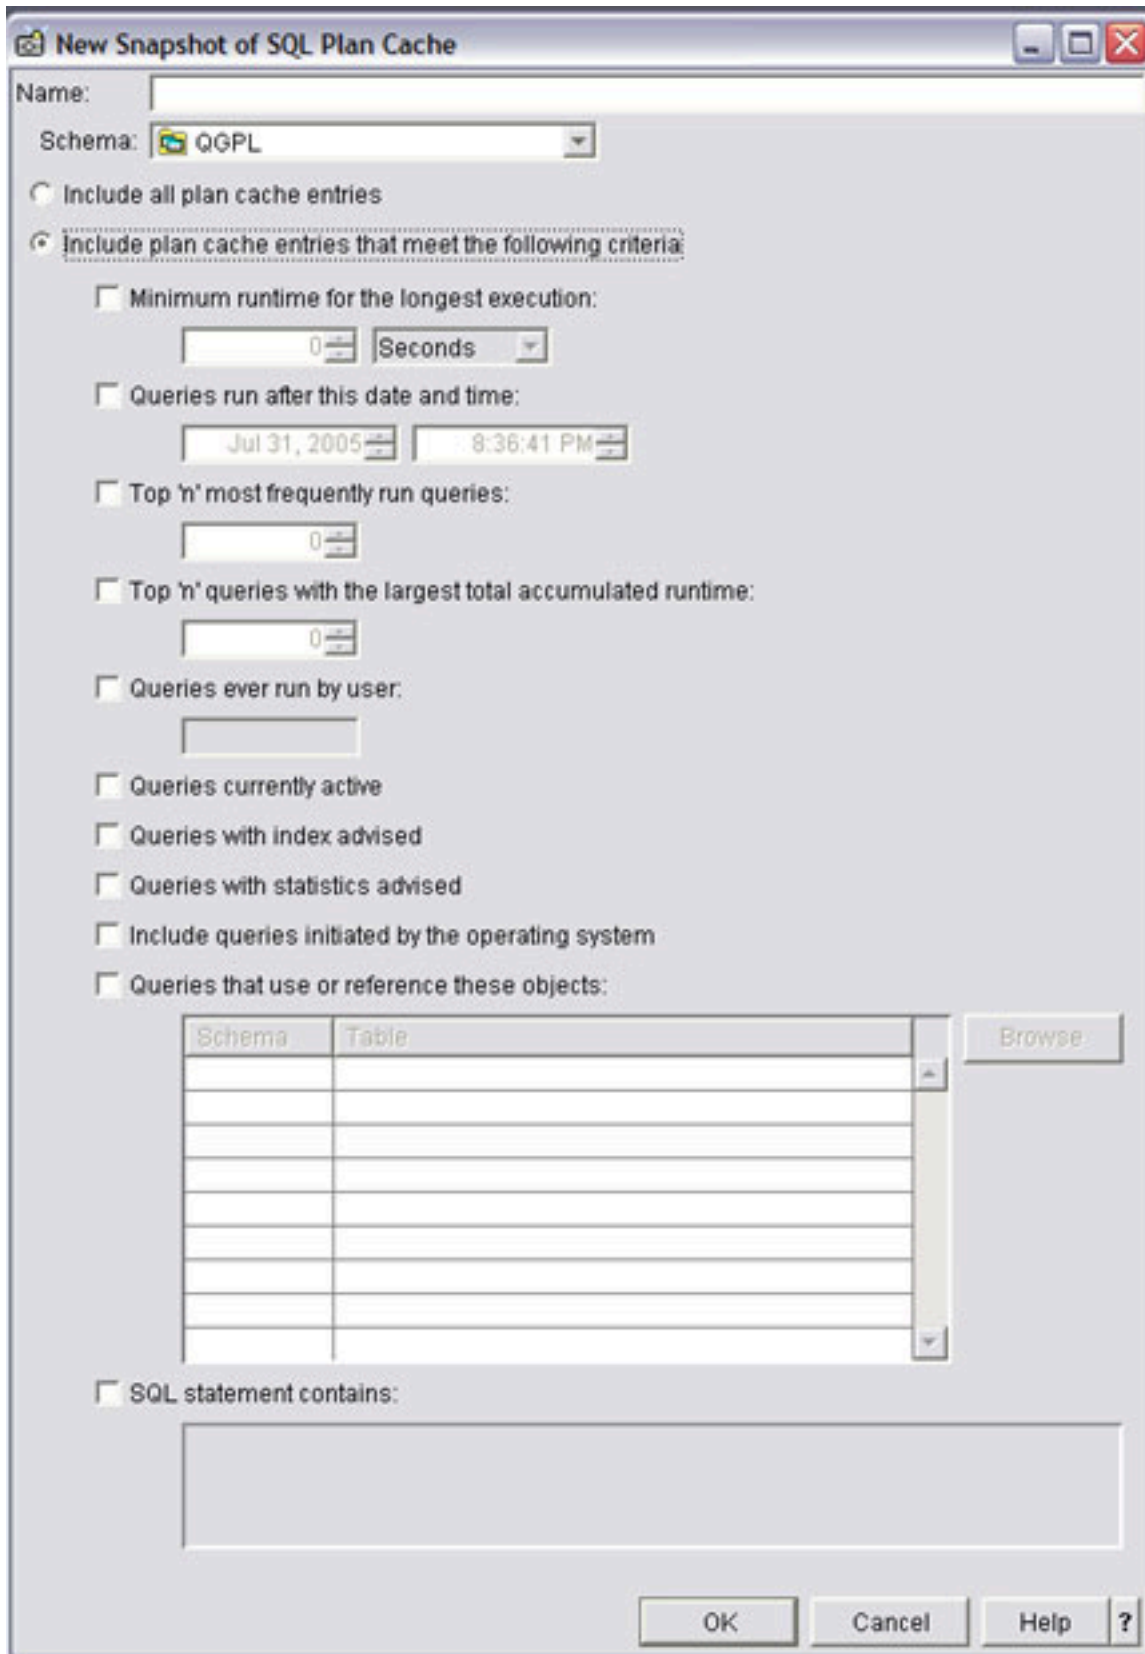 New Snapshot of SQL Plan Cache
Name:
Schema: QGPL
Include all plan cache entries
Include plan cache entries that meet the following criteria
Minimum runtime for the longest execution:
0 Seconds
Queries run after this date and time:
Jul 31, 2005 8:36:41 PM
Top 'n' most frequently run queries:
0
Top 'n' queries with the largest total accumulated runtime:
0
Queries ever run by user:
Queries currently active
Queries with index advised
Queries with statistics advised
Include queries initiated by the operating system
Queries that use or reference these objects:
Schema Table Browse
SQL statement contains:
OK Cancel Help ?